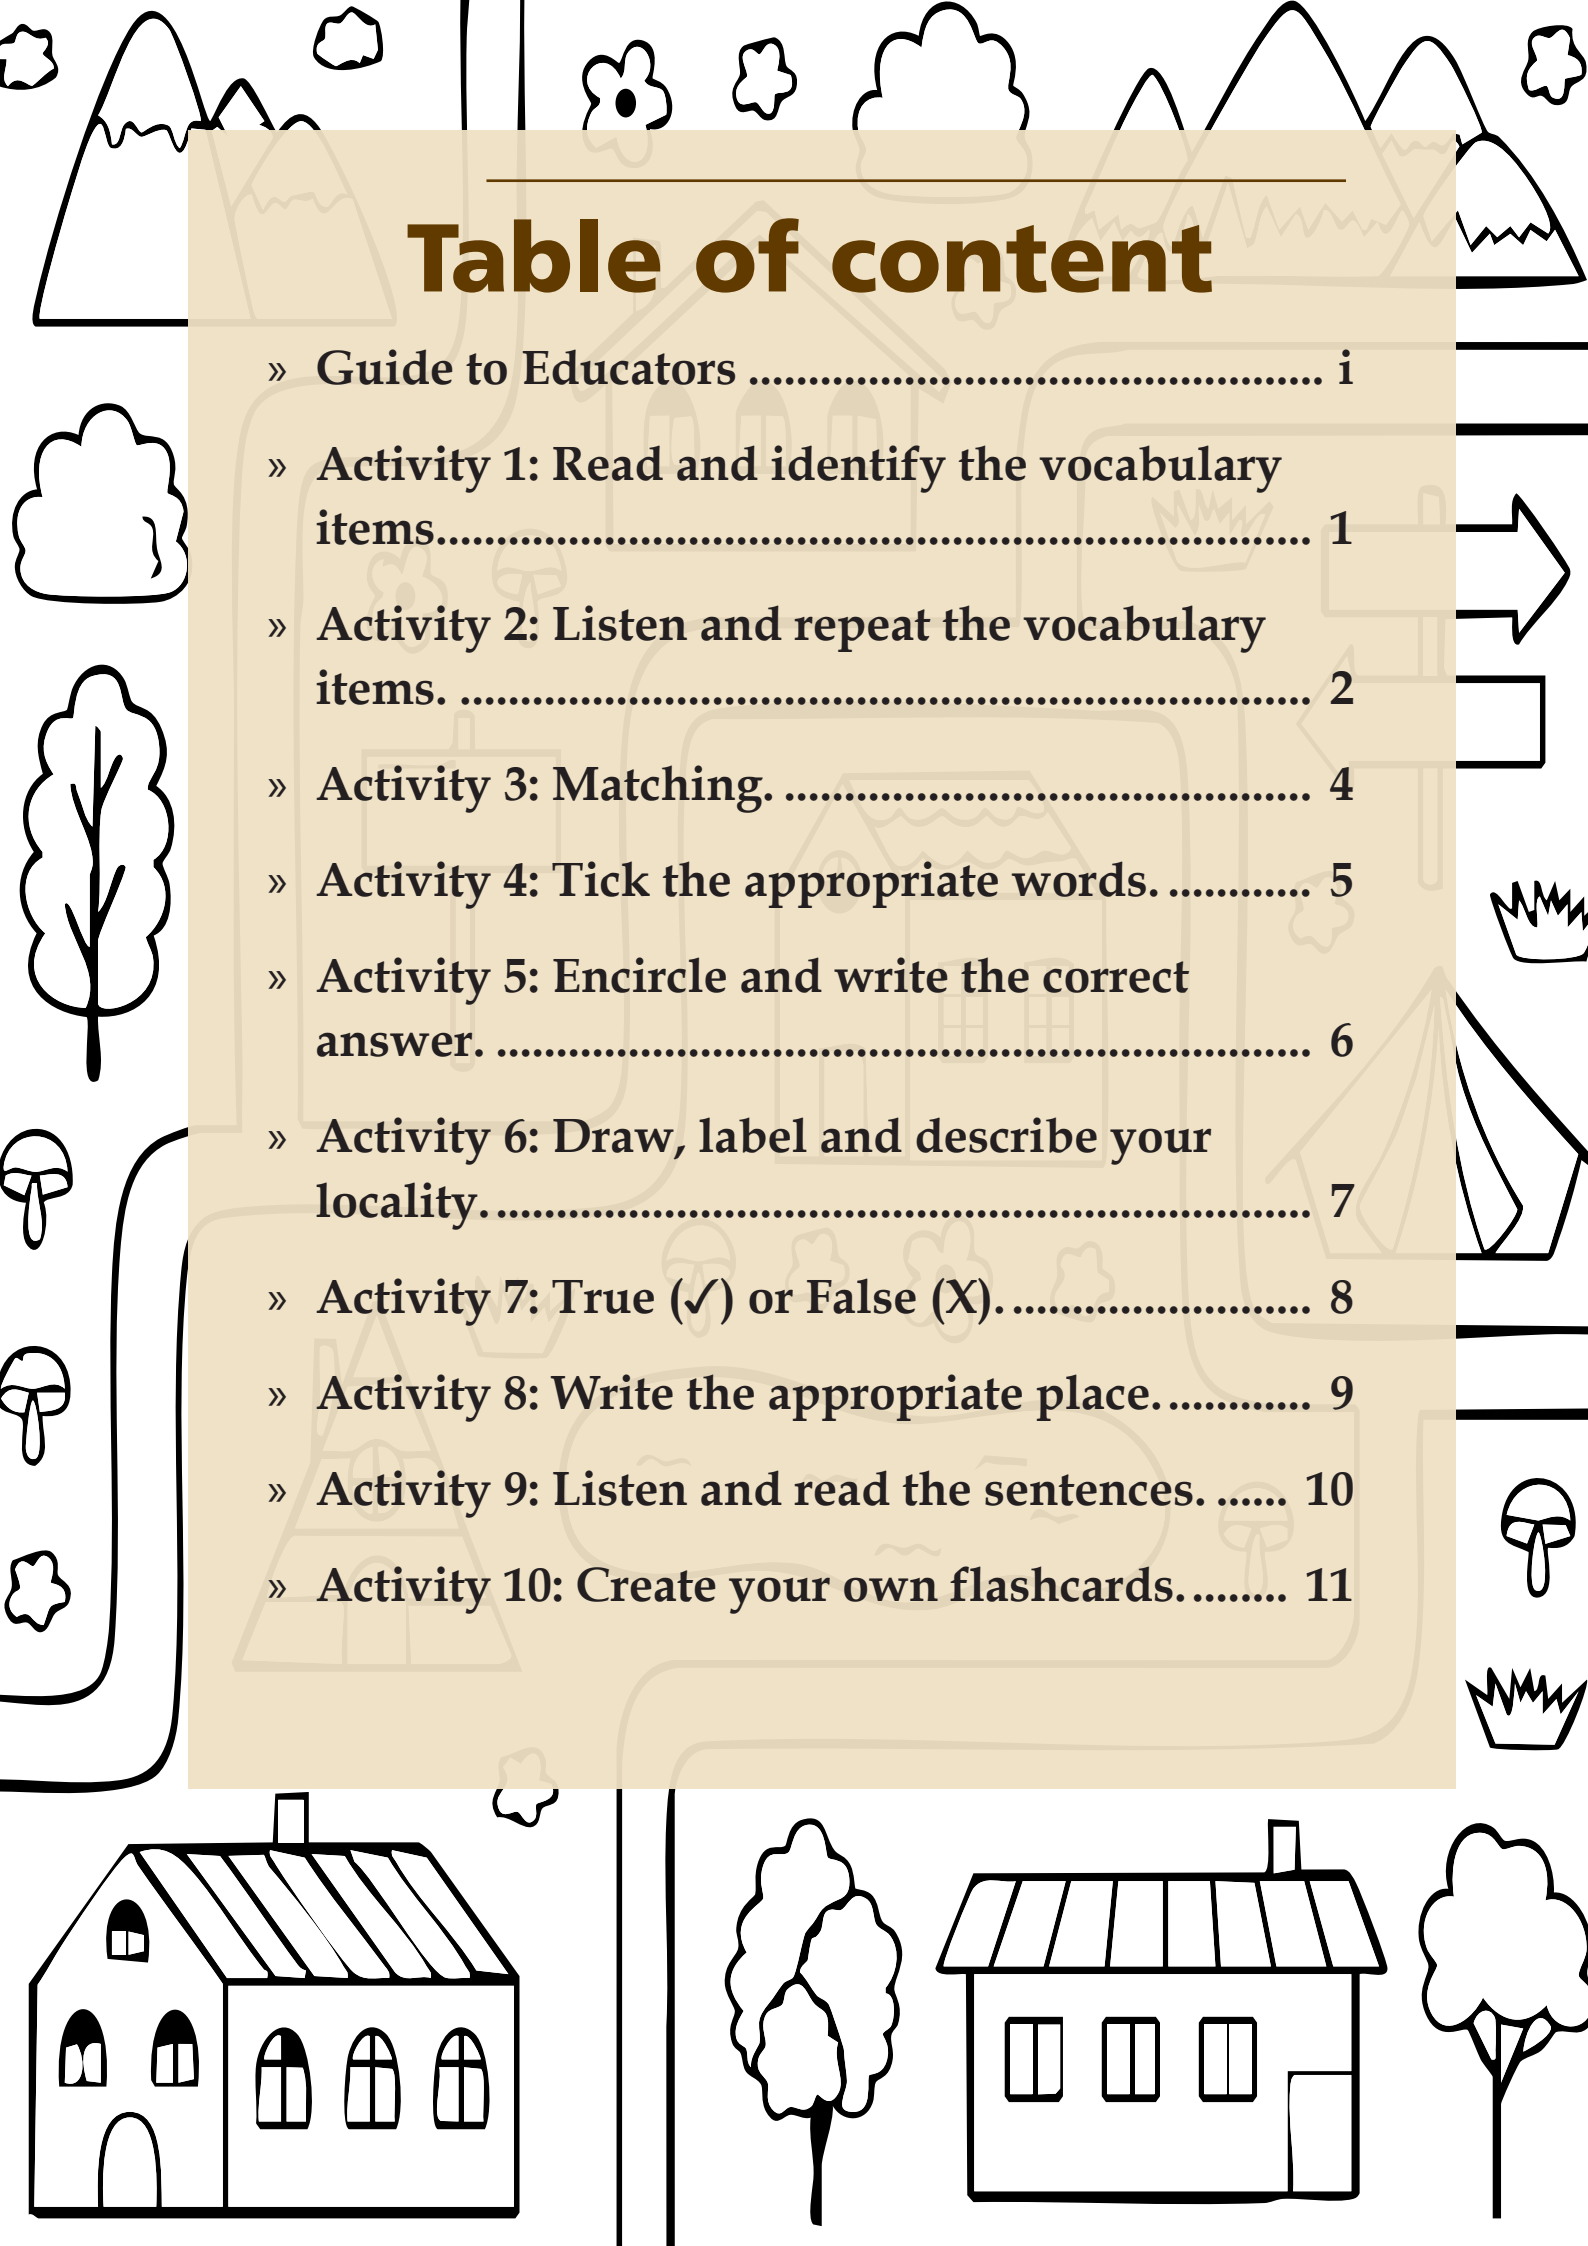 Table of content
» Guide to Educators ................................................ i
» Activity 1: Read and identify the vocabulary
items......................................................................... 1
» Activity 2: Listen and repeat the vocabulary
items. ....................................................................... 2
» Activity 3: Matching. ............................................ 4
» Activity 4: Tick the appropriate words. ............ 5
» Activity 5: Encircle and write the correct
answer. .................................................................... 6
» Activity 6: Draw, label and describe your
locality. .................................................................... 7
» Activity 7: True (✓) or False (X). ......................... 8
» Activity 8: Write the appropriate place. ............ 9
» Activity 9: Listen and read the sentences. ...... 10
» Activity 10: Create your own flashcards. ........ 11